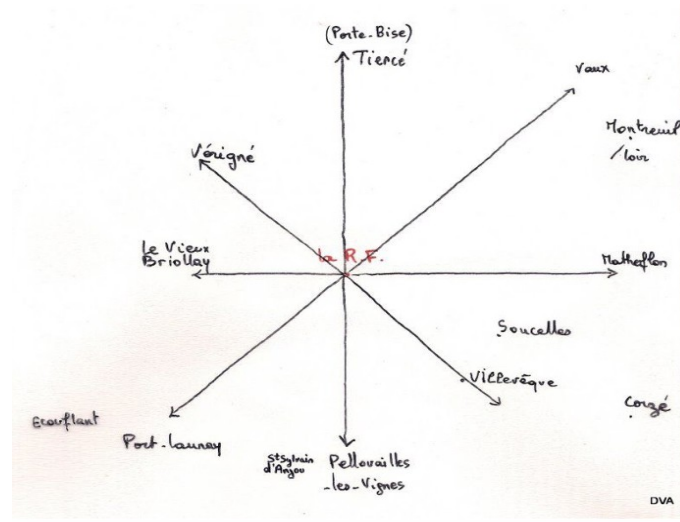 (Porte-Bise)
Tiercé
Vaux
Montreuil
/loir
Vérigné
le Vieux
Briollay
la R.F.
Matheflon
Soucelles
Villevêque
Corzé
Ecouflant
Port-Launay
St Sylvain
d'Anjou
Pellouailles
-les-Vignes
DVA